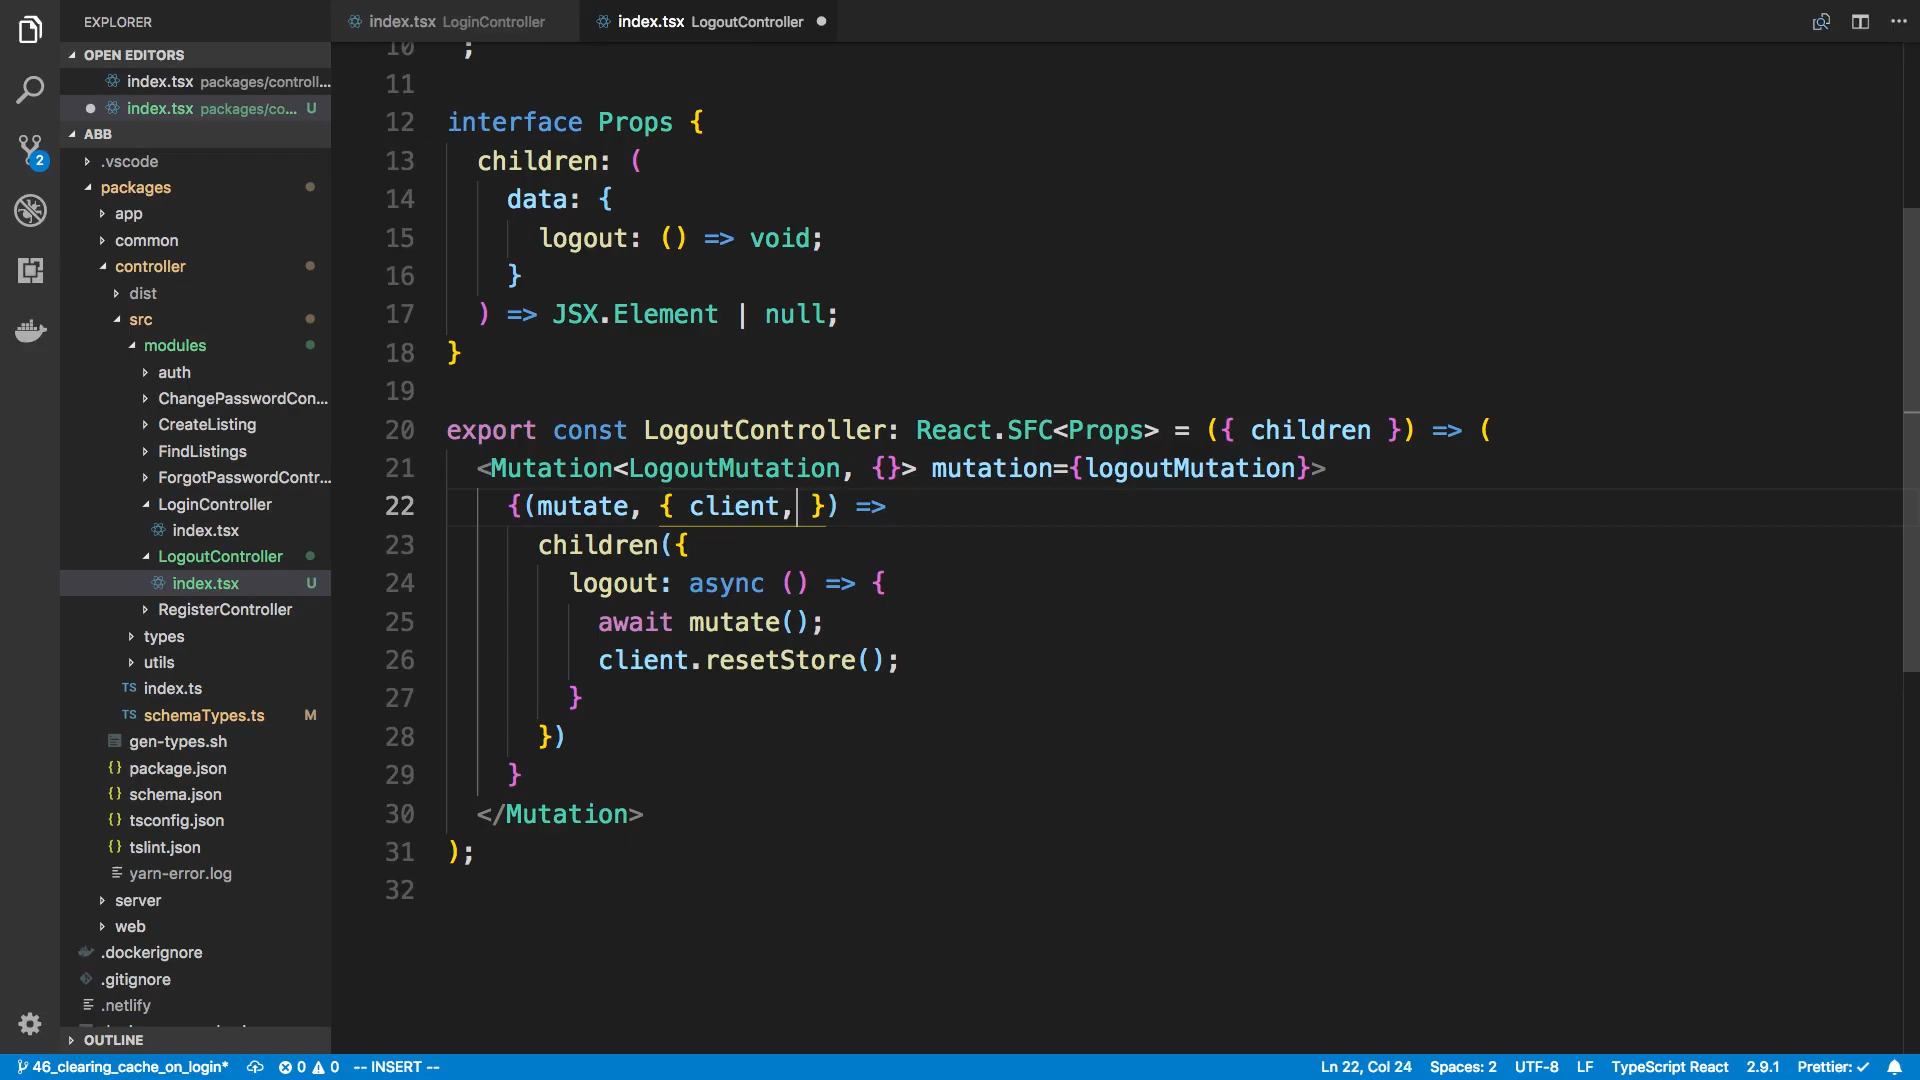 EXPLORER
OPEN EDITORS
index.tsx packages/controll...
index.tsx packages/co... U
ABB
.vscode
packages
app
common
controller
dist
src
modules
auth
ChangePasswordCon...
CreateListing
FindListings
ForgotPasswordContr...
LoginController
index.tsx
LogoutController
index.tsx U
RegisterController
types
utils
TS index.ts
TS schemaTypes.ts M
gen-types.sh
{} package.json
{} schema.json
{} tsconfig.json
{} tslint.json
yarn-error.log
server
web
.dockerignore
.gitignore
.netlify
OUTLINE
2
index.tsx LoginController
index.tsx LogoutController
10 `;
11
12 interface Props {
13 children: (
14 data: {
15 logout: () => void;
16 }
17 ) => JSX.Element | null;
18 }
19
20 export const LogoutController: React.SFC<Props> = ({ children }) => (
21 <Mutation<LogoutMutation, {}> mutation={logoutMutation}>
22 {(mutate, { client, }) =>
23 children({
24 logout: async () => {
25 await mutate();
26 client.resetStore();
27 }
28 })
29 }
30 </Mutation>
31 );
32
46_clearing_cache_on_login* 0 0 -- INSERT -- Ln 22, Col 24 Spaces: 2 UTF-8 LF TypeScript React 2.9.1 Prettier: ✓